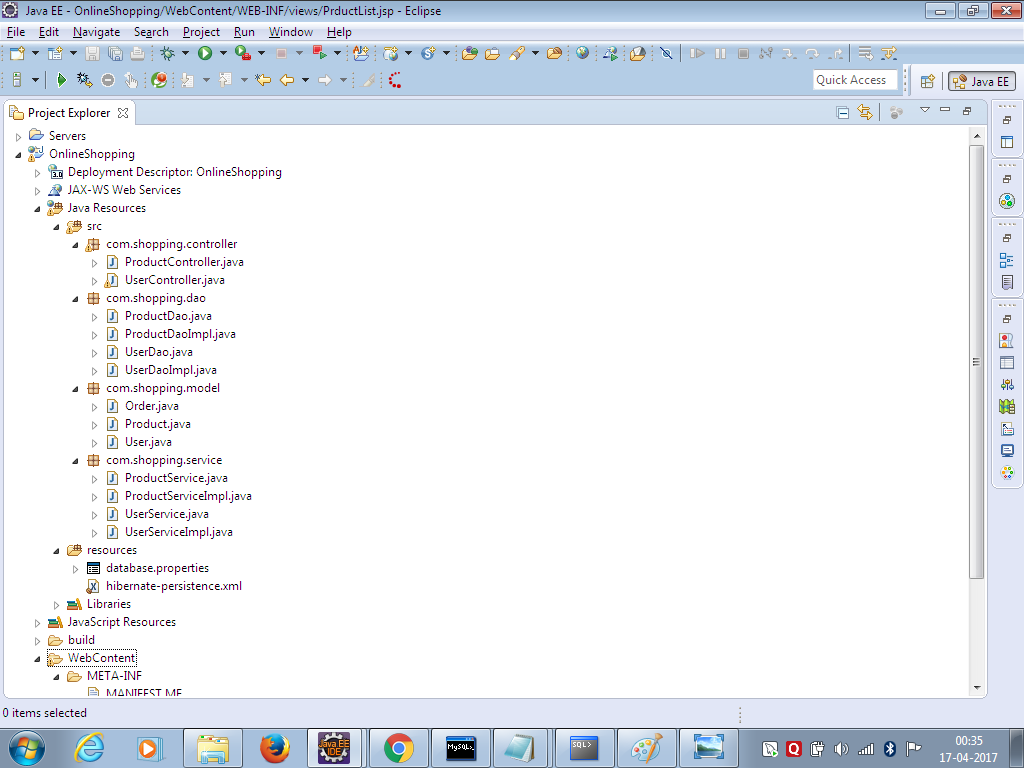 Java EE - OnlineShopping/WebContent/WEB-INF/views/PrductList.jsp - Eclipse
File Edit Navigate Search Project Run Window Help
Quick Access
Java EE
Project Explorer
Servers
OnlineShopping
Deployment Descriptor: OnlineShopping
JAX-WS Web Services
Java Resources
src
com.shopping.controller
ProductController.java
UserController.java
com.shopping.dao
ProductDao.java
ProductDaoImpl.java
UserDao.java
UserDaoImpl.java
com.shopping.model
Order.java
Product.java
User.java
com.shopping.service
ProductService.java
ProductServiceImpl.java
UserService.java
UserServiceImpl.java
resources
database.properties
hibernate-persistence.xml
Libraries
JavaScript Resources
build
WebContent
META-INF
MANIFEST.MF
0 items selected
Java EE
IDE
MySQL>
SQL>
00:35
17-04-2017